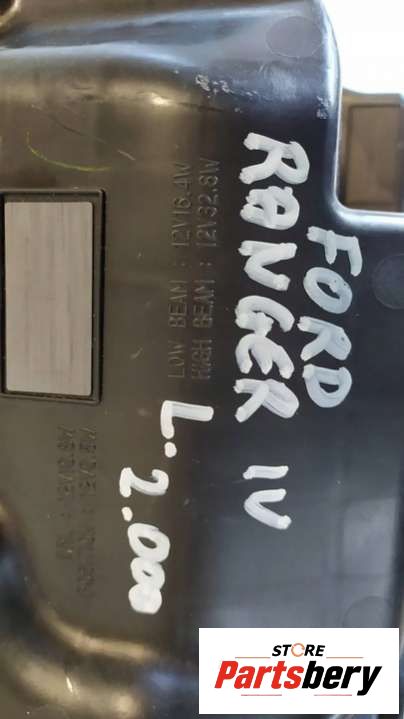 FORD
RANGER IV
L. 2.000
LOW BEAM : 12V16.4W
HIGH BEAM : 12V32.8W
STORE
Partsbery